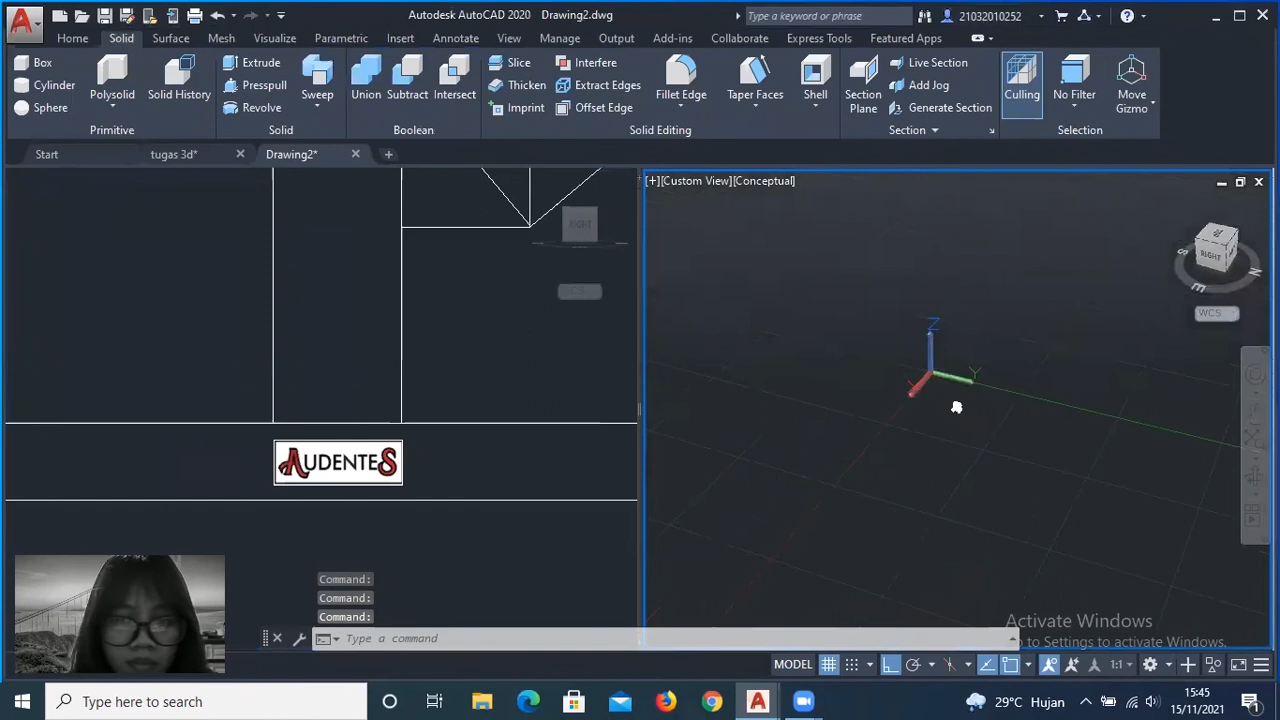 Autodesk AutoCAD 2020 Drawing2.dwg
Type a keyword or phrase
21032010252
Home Solid Surface Mesh Visualize Parametric Insert Annotate View Manage Output Add-ins Collaborate Express Tools Featured Apps
Box
Cylinder
Sphere
Polysolid
Solid History
Primitive
Extrude
Presspull
Revolve
Sweep
Solid
Union
Subtract
Intersect
Boolean
Slice
Thicken
Imprint
Interfere
Extract Edges
Offset Edge
Fillet Edge
Taper Faces
Shell
Solid Editing
Section
Plane
Live Section
Add Jog
Generate Section
Section
Culling
No Filter
Move
Gizmo
Selection
Start
tugas 3d*
Drawing2*
RIGHT
[+][Custom View][Conceptual]
RIGHT
S
E
N
WCS
Z
Y
X
AUDENTES
Command:
Command:
Command:
Type a command
Activate Windows
o to Settings to activate Windows.
MODEL
1:1
Type here to search
29°C Hujan
15:45
15/11/2021
1